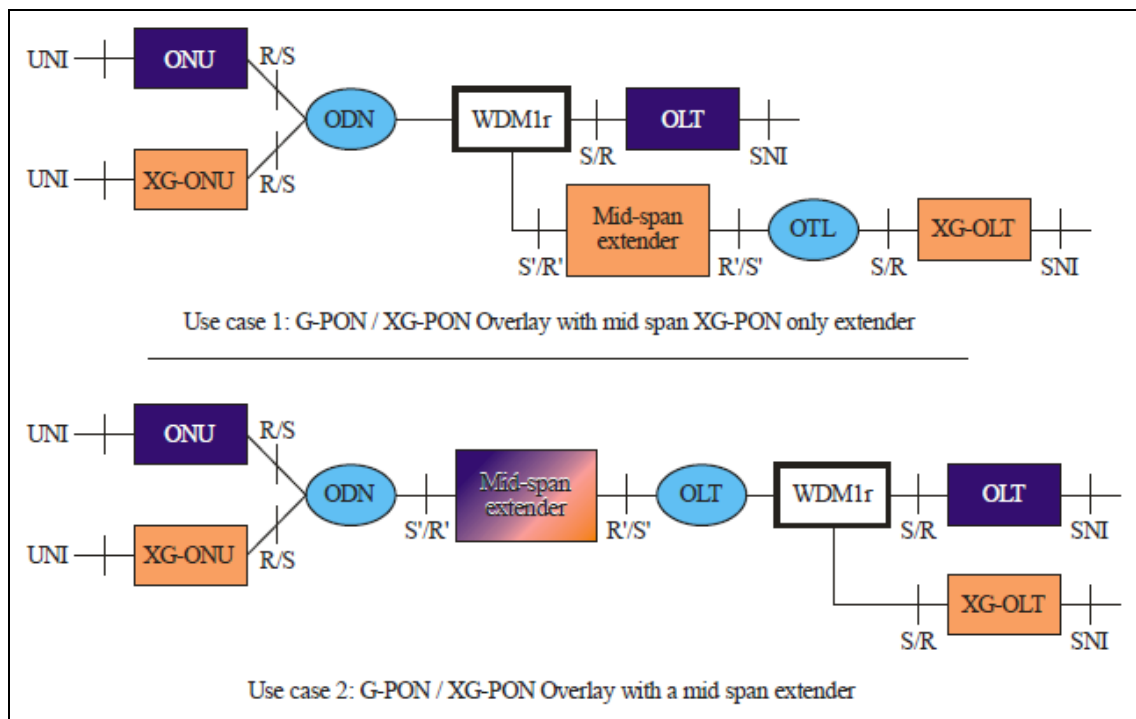 UNI
ONU
R/S
ODN
WDM1r
S/R
OLT
SNI
UNI
XG-ONU
R/S
S'/R'
Mid-span
extender
R'/S'
OTL
S/R
XG-OLT
SNI
Use case 1: G-PON / XG-PON Overlay with mid span XG-PON only extender
UNI
ONU
R/S
ODN
S'/R'
Mid-span
extender
R'/S'
OLT
WDM1r
S/R
OLT
SNI
UNI
XG-ONU
R/S
S/R
XG-OLT
SNI
Use case 2: G-PON / XG-PON Overlay with a mid span extender